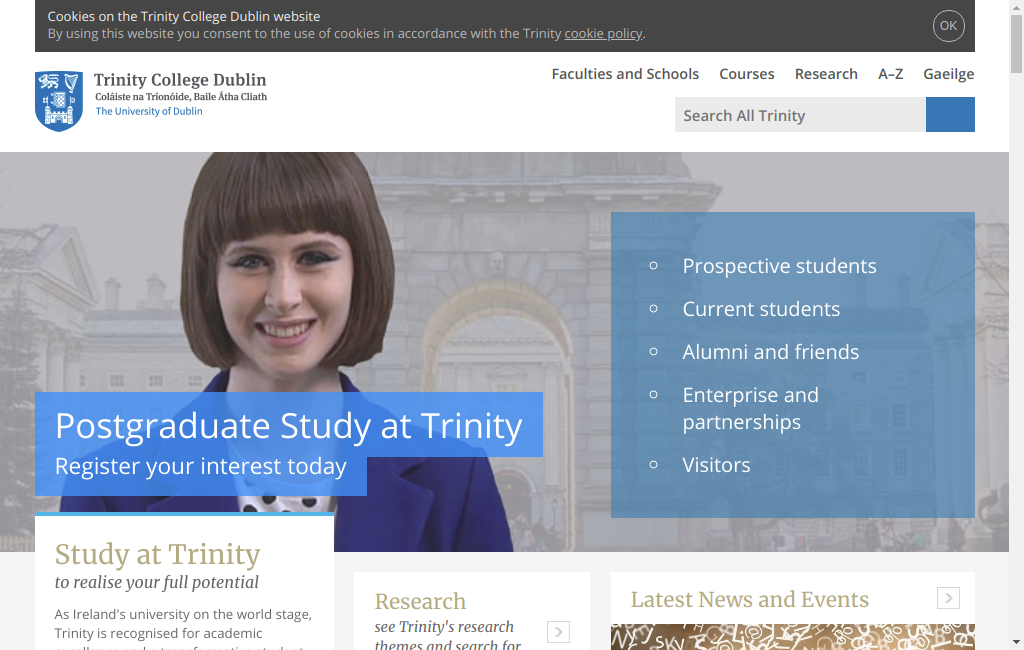 Cookies on the Trinity College Dublin website
By using this website you consent to the use of cookies in accordance with the Trinity cookie policy.
OK
Trinity College Dublin
Coláiste na Tríonóide, Baile Átha Cliath
The University of Dublin
Faculties and Schools
Courses
Research
A–Z
Gaeilge
Search All Trinity
Prospective students
Current students
Alumni and friends
Enterprise and
partnerships
Visitors
Postgraduate Study at Trinity
Register your interest today
Study at Trinity
to realise your full potential
As Ireland's university on the world stage,
Trinity is recognised for academic
Research
see Trinity's research
themes and search for
Latest News and Events